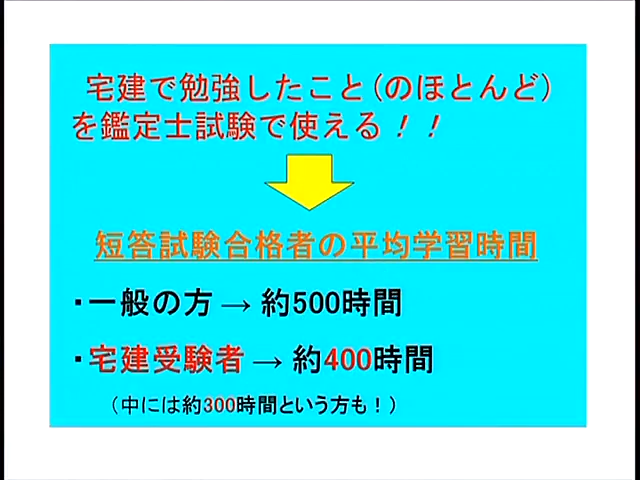 宅建で勉強したこと(のほとんど)
を鑑定士試験で使える！！
短答試験合格者の平均学習時間
・一般の方 → 約500時間
・宅建受験者 → 約400時間
（中には約300時間という方も！）